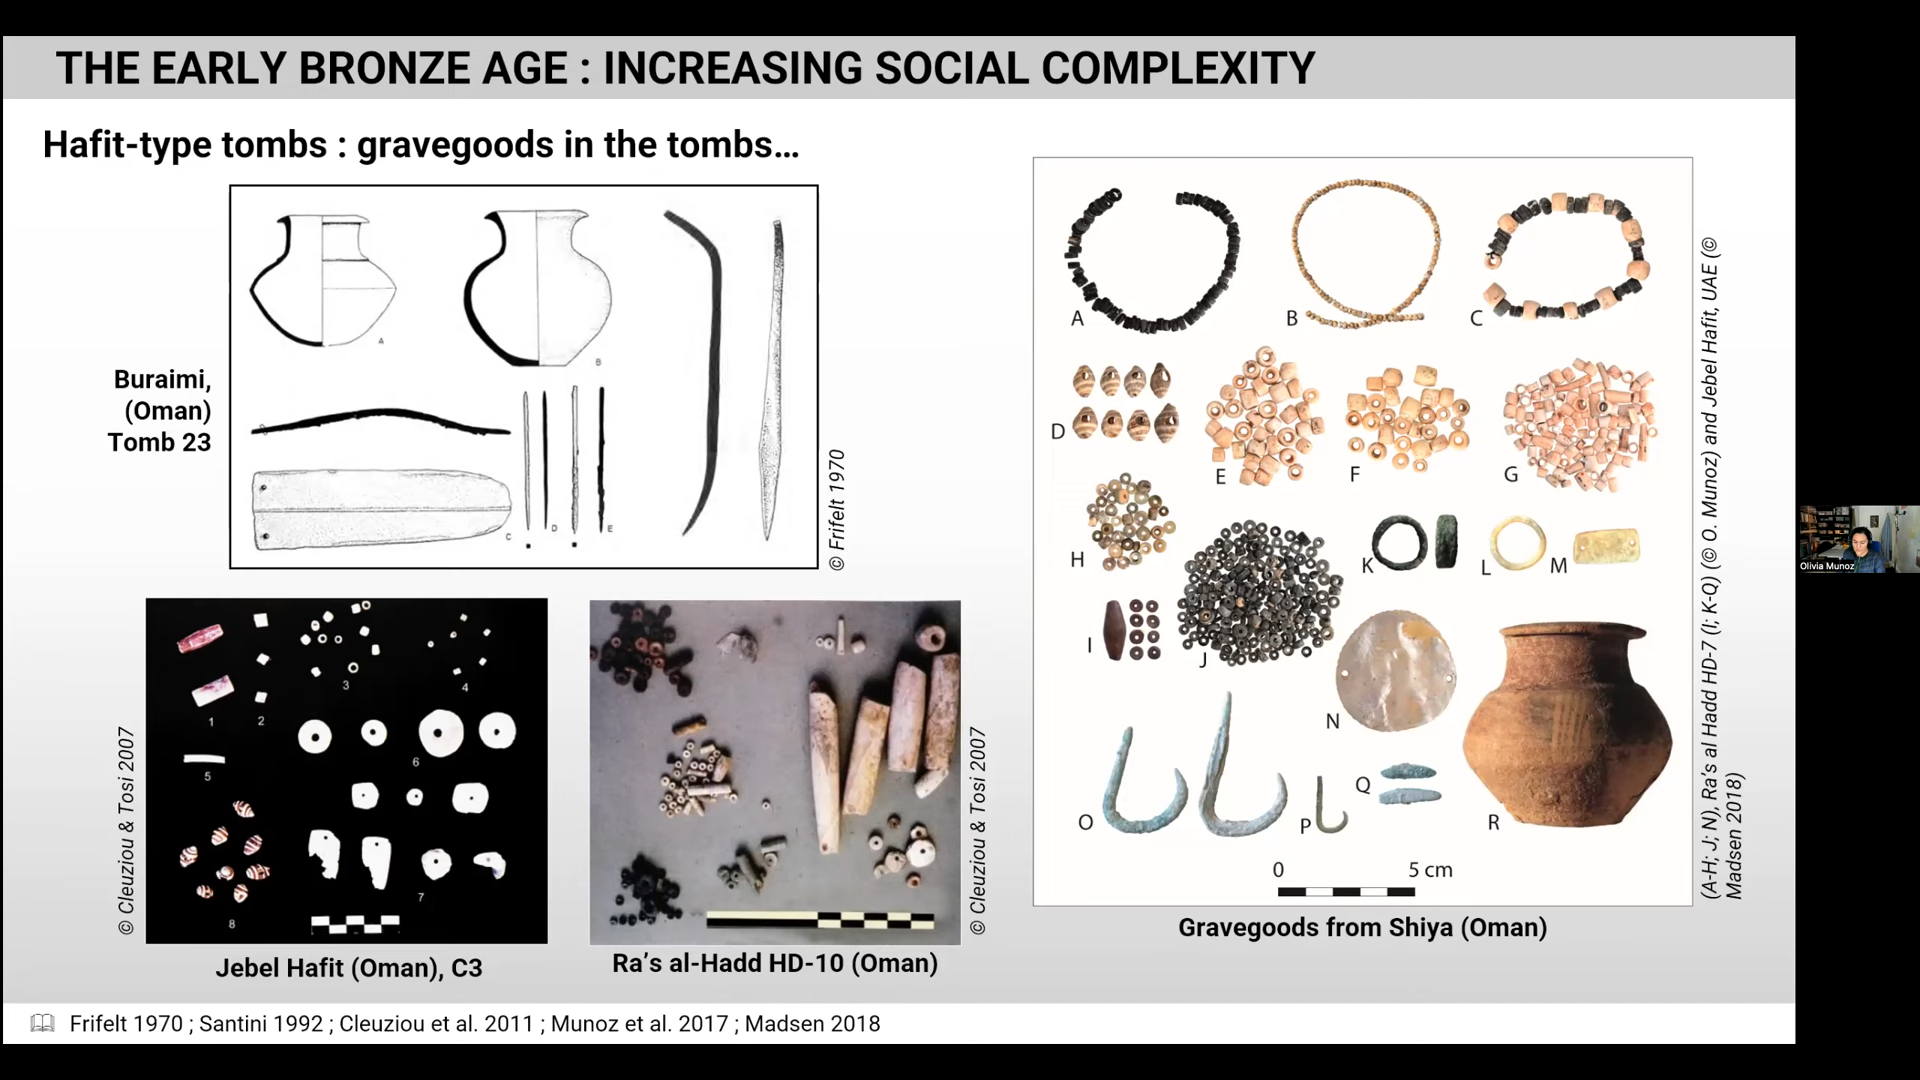 THE EARLY BRONZE AGE : INCREASING SOCIAL COMPLEXITY
Hafit-type tombs : gravegoods in the tombs...
Buraimi,
(Oman)
Tomb 23
A
B
C
D
E
© Frifelt 1970
1
2
3
4
5
6
7
8
© Cleuziou & Tosi 2007
Jebel Hafit (Oman), C3
© Cleuziou & Tosi 2007
Ra's al-Hadd HD-10 (Oman)
A
B
C
D
E
F
G
H
I
J
K
L
M
N
O
P
Q
R
0 5 cm
Gravegoods from Shiya (Oman)
(A-H; J; N), Ra's al Hadd HD-7 (I; K-Q) (© O. Munoz) and Jebel Hafit, UAE (©
Madsen 2018)
Olivia Munoz
Frifelt 1970 ; Santini 1992 ; Cleuziou et al. 2011 ; Munoz et al. 2017 ; Madsen 2018